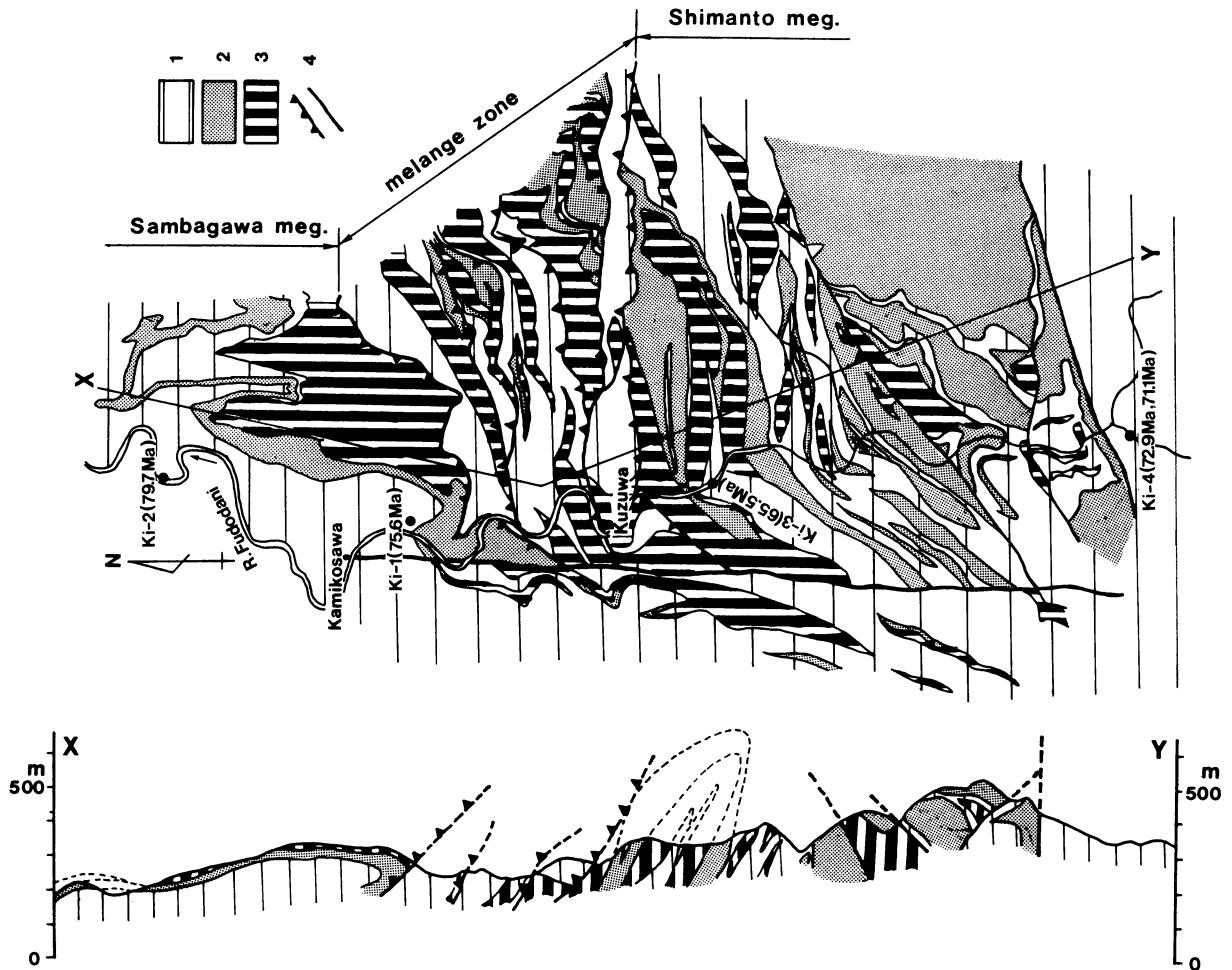 Shimanto meg.
1
2
3
4
melange zone
Sambagawa meg.
X
Y
Ki-2(79.7Ma)
R.Fudodani
N
Kamikosawa
Ki-1(75.6Ma)
Kuzuwa
Ki-3(65.5Ma)
Ki-4(72.9Ma,71.1Ma)
X
Y
m
500
0
m
500
0